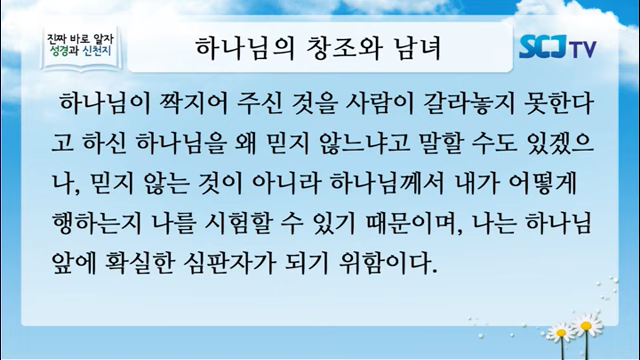 진짜 바로 알자
성경과 신천지
하나님의 창조와 남녀
SCJ TV
하나님이 짝지어 주신 것을 사람이 갈라놓지 못한다
고 하신 하나님을 왜 믿지 않느냐고 말할 수도 있겠으
나, 믿지 않는 것이 아니라 하나님께서 내가 어떻게
행하는지 나를 시험할 수 있기 때문이며, 나는 하나님
앞에 확실한 심판자가 되기 위함이다.